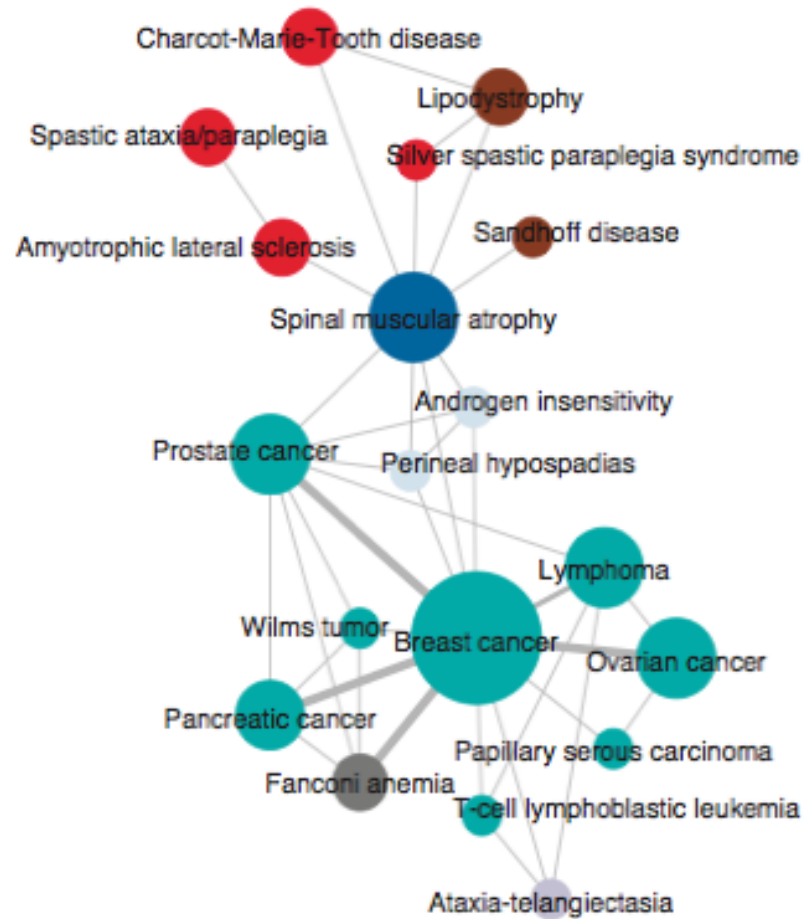 Charcot-Marie-Tooth disease
Lipodystrophy
Spastic ataxia/paraplegia
Silver spastic paraplegia syndrome
Sandhoff disease
Amyotrophic lateral sclerosis
Spinal muscular atrophy
Androgen insensitivity
Prostate cancer
Perineal hypospadias
Lymphoma
Wilms tumor
Breast cancer
Ovarian cancer
Pancreatic cancer
Papillary serous carcinoma
Fanconi anemia
T-cell lymphoblastic leukemia
Ataxia-telangiectasia